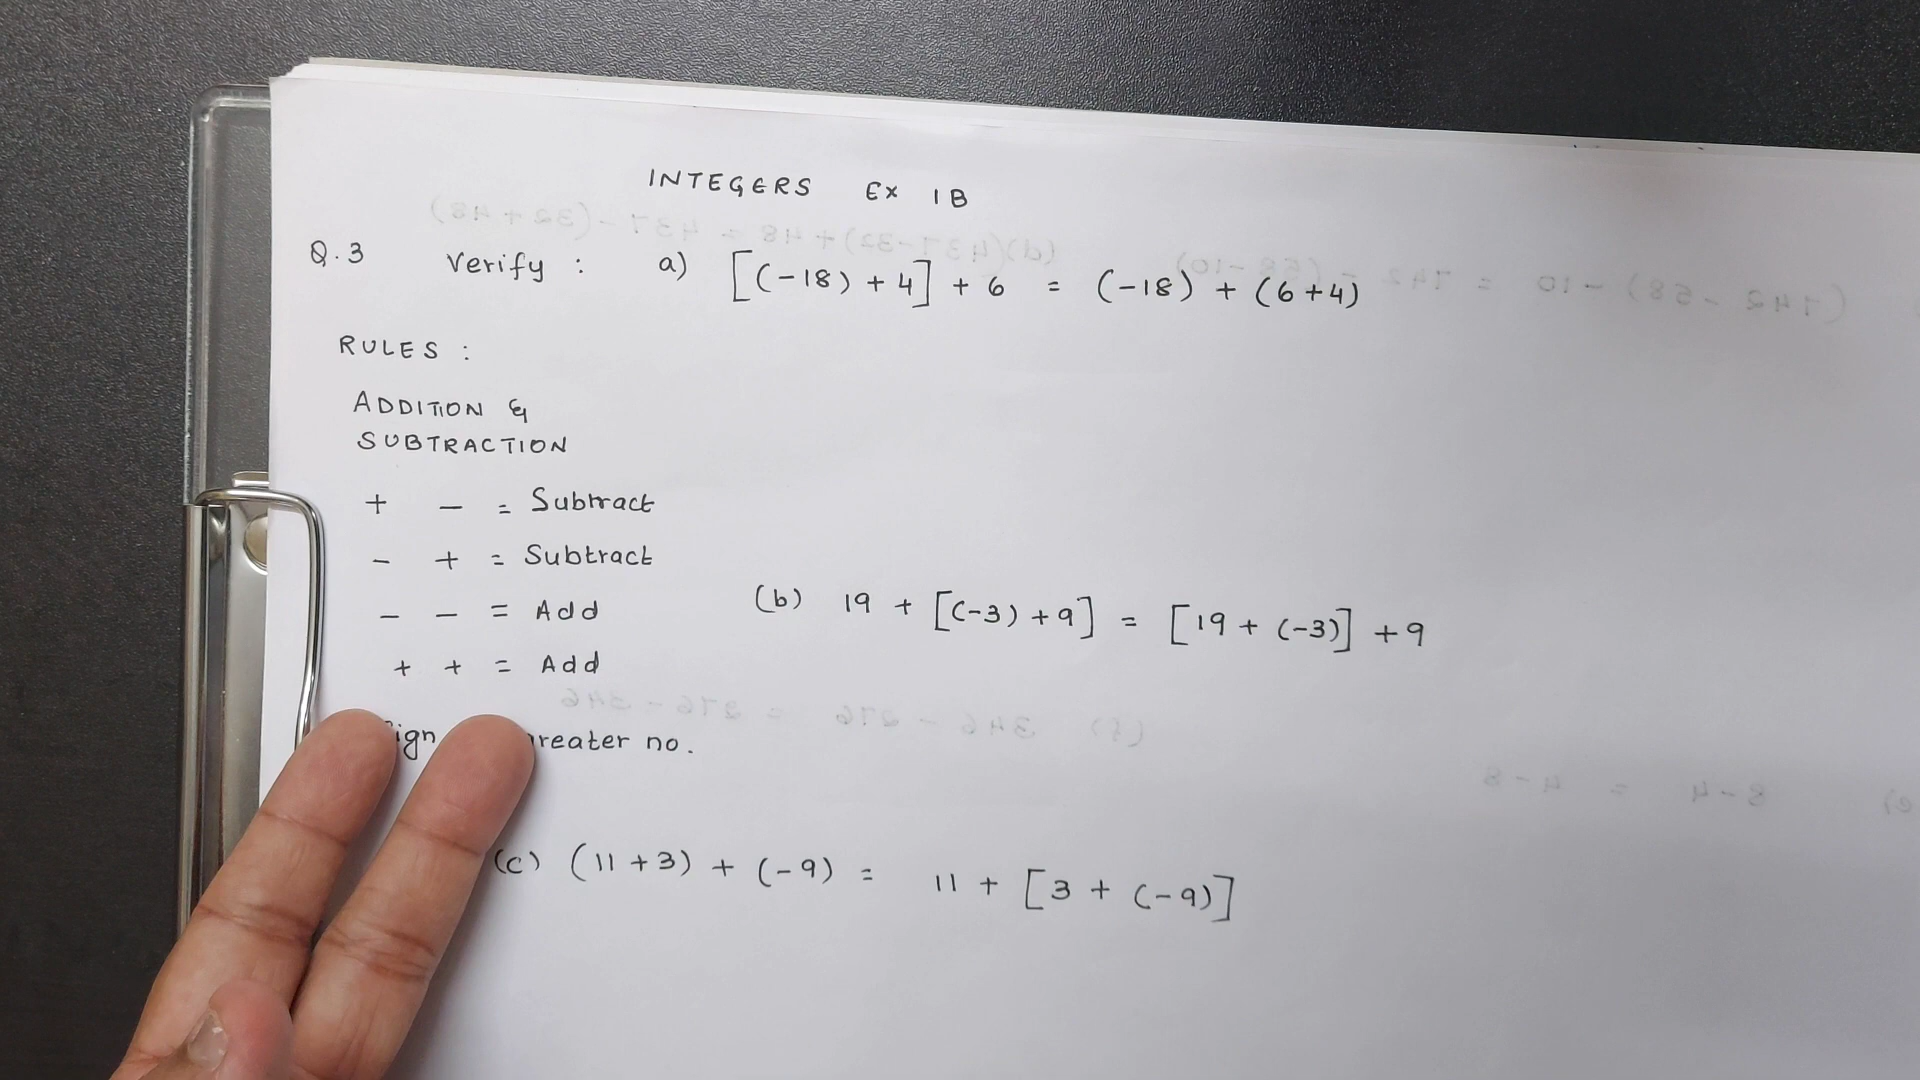 INTEGERS EX 1B
Q.3 Verify : a) [(-18) + 4] + 6 = (-18) + (6+4)
RULES :
ADDITION &
SUBTRACTION
+ - = Subtract
- + = Subtract
- - = Add
+ + = Add
(b) 19 + [(-3) + 9] = [19 + (-3)] + 9
no.
(c) (11 + 3) + (-9) = 11 + [3 + (-9)]